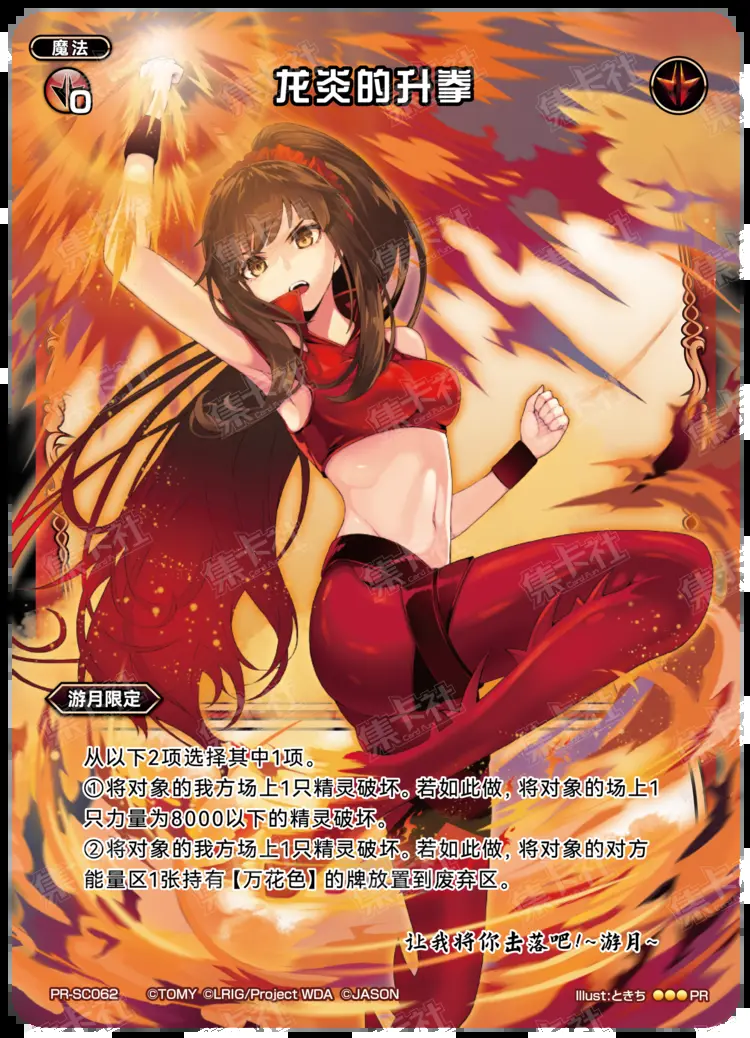 魔法
0
龙炎的升拳
游月限定
从以下2项选择其中1项。
①将对象的我方场上1只精灵破坏。若如此做，将对象的场上1
只力量为8000以下的精灵破坏。
②将对象的我方场上1只精灵破坏。若如此做，将对象的对方
能量区1张持有【万花色】的牌放置到废弃区。
让我将你击落吧!~游月~
PR-SC062 ©TOMY ©LRIG/Project WDA ©JASON
Illust:ときち PR
集卡社